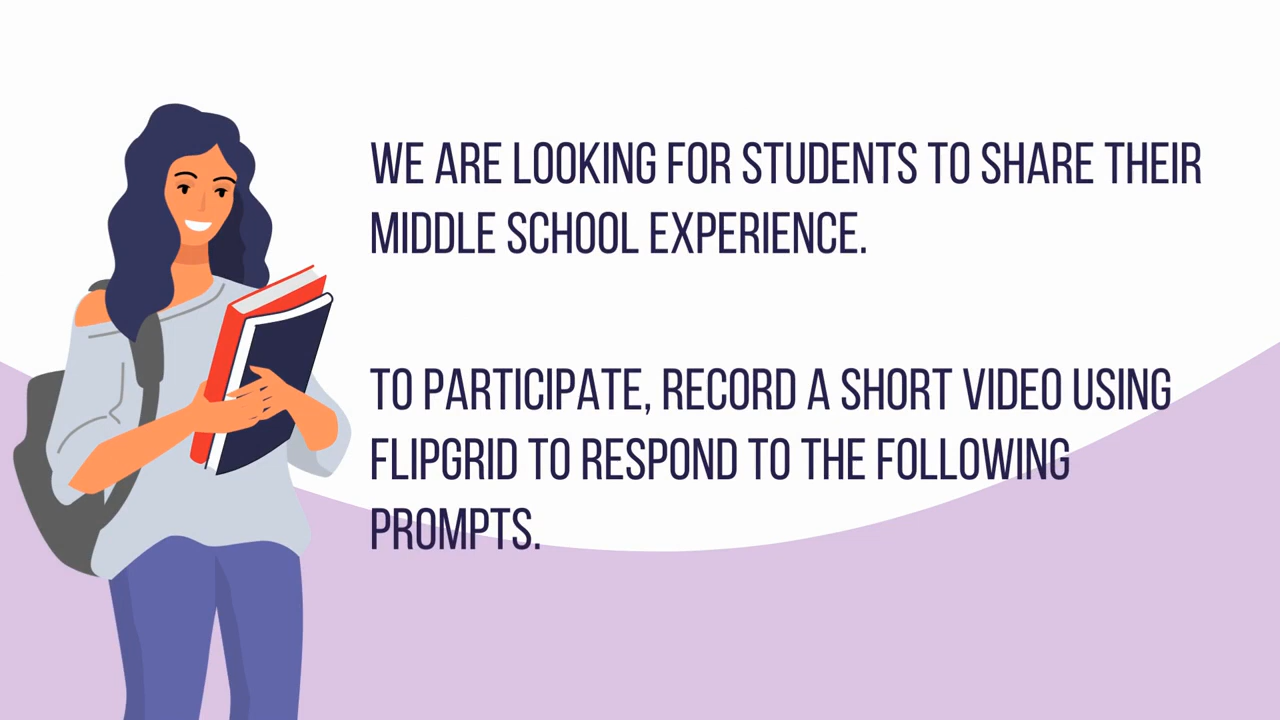 WE ARE LOOKING FOR STUDENTS TO SHARE THEIR
MIDDLE SCHOOL EXPERIENCE.
TO PARTICIPATE, RECORD A SHORT VIDEO USING
FLIPGRID TO RESPOND TO THE FOLLOWING
PROMPTS.